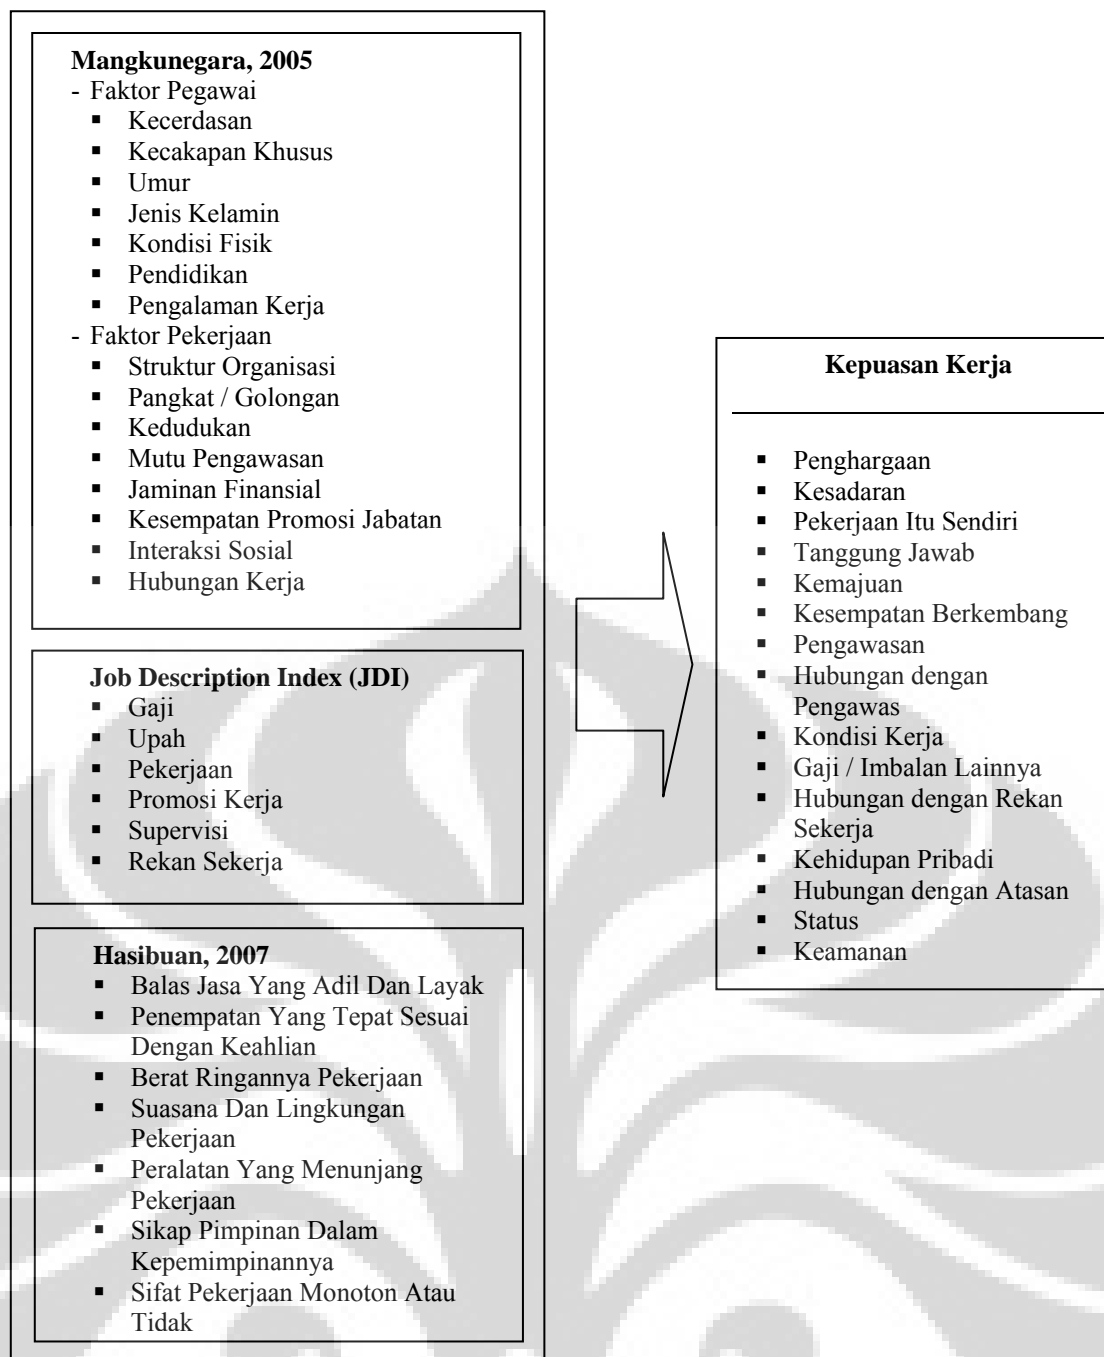 Mangkunegara, 2005
- Faktor Pegawai
▪ Kecerdasan
▪ Kecakapan Khusus
▪ Umur
▪ Jenis Kelamin
▪ Kondisi Fisik
▪ Pendidikan
▪ Pengalaman Kerja
- Faktor Pekerjaan
▪ Struktur Organisasi
▪ Pangkat / Golongan
▪ Kedudukan
▪ Mutu Pengawasan
▪ Jaminan Finansial
▪ Kesempatan Promosi Jabatan
▪ Interaksi Sosial
▪ Hubungan Kerja
Job Description Index (JDI)
▪ Gaji
▪ Upah
▪ Pekerjaan
▪ Promosi Kerja
▪ Supervisi
▪ Rekan Sekerja
Hasibuan, 2007
▪ Balas Jasa Yang Adil Dan Layak
▪ Penempatan Yang Tepat Sesuai
Dengan Keahlian
▪ Berat Ringannya Pekerjaan
▪ Suasana Dan Lingkungan
Pekerjaan
▪ Peralatan Yang Menunjang
Pekerjaan
▪ Sikap Pimpinan Dalam
Kepemimpinannya
▪ Sifat Pekerjaan Monoton Atau
Tidak
Kepuasan Kerja
▪ Penghargaan
▪ Kesadaran
▪ Pekerjaan Itu Sendiri
▪ Tanggung Jawab
▪ Kemajuan
▪ Kesempatan Berkembang
▪ Pengawasan
▪ Hubungan dengan
Pengawas
▪ Kondisi Kerja
▪ Gaji / Imbalan Lainnya
▪ Hubungan dengan Rekan
Sekerja
▪ Kehidupan Pribadi
▪ Hubungan dengan Atasan
▪ Status
▪ Keamanan